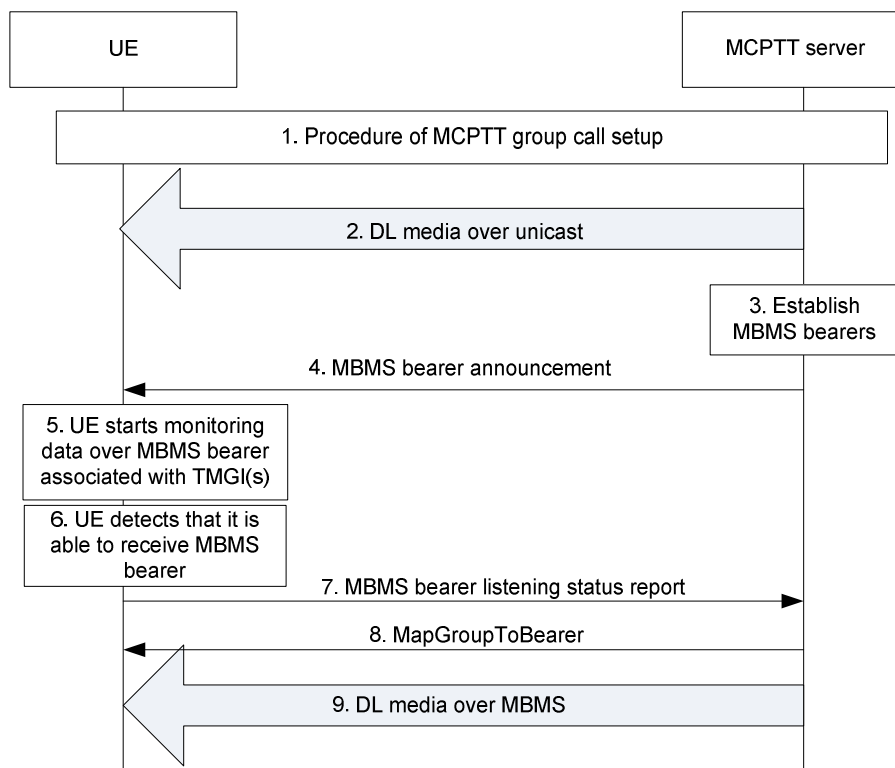 UE
MCPTT server
1. Procedure of MCPTT group call setup
2. DL media over unicast
3. Establish
MBMS bearers
4. MBMS bearer announcement
5. UE starts monitoring
data over MBMS bearer
associated with TMGI(s)
6. UE detects that it is
able to receive MBMS
bearer
7. MBMS bearer listening status report
8. MapGroupToBearer
9. DL media over MBMS